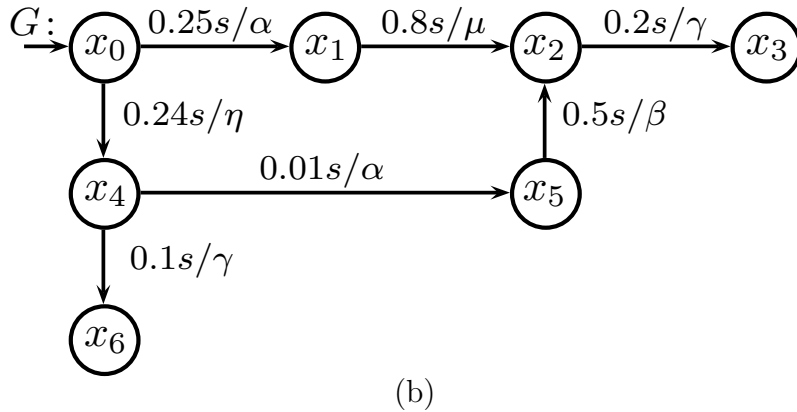 G: x₀ 0.25s/α x₁ 0.8s/μ x₂ 0.2s/γ x₃
0.24s/η 0.5s/β
x₄ 0.01s/α x₅
0.1s/γ
x₆
(b)